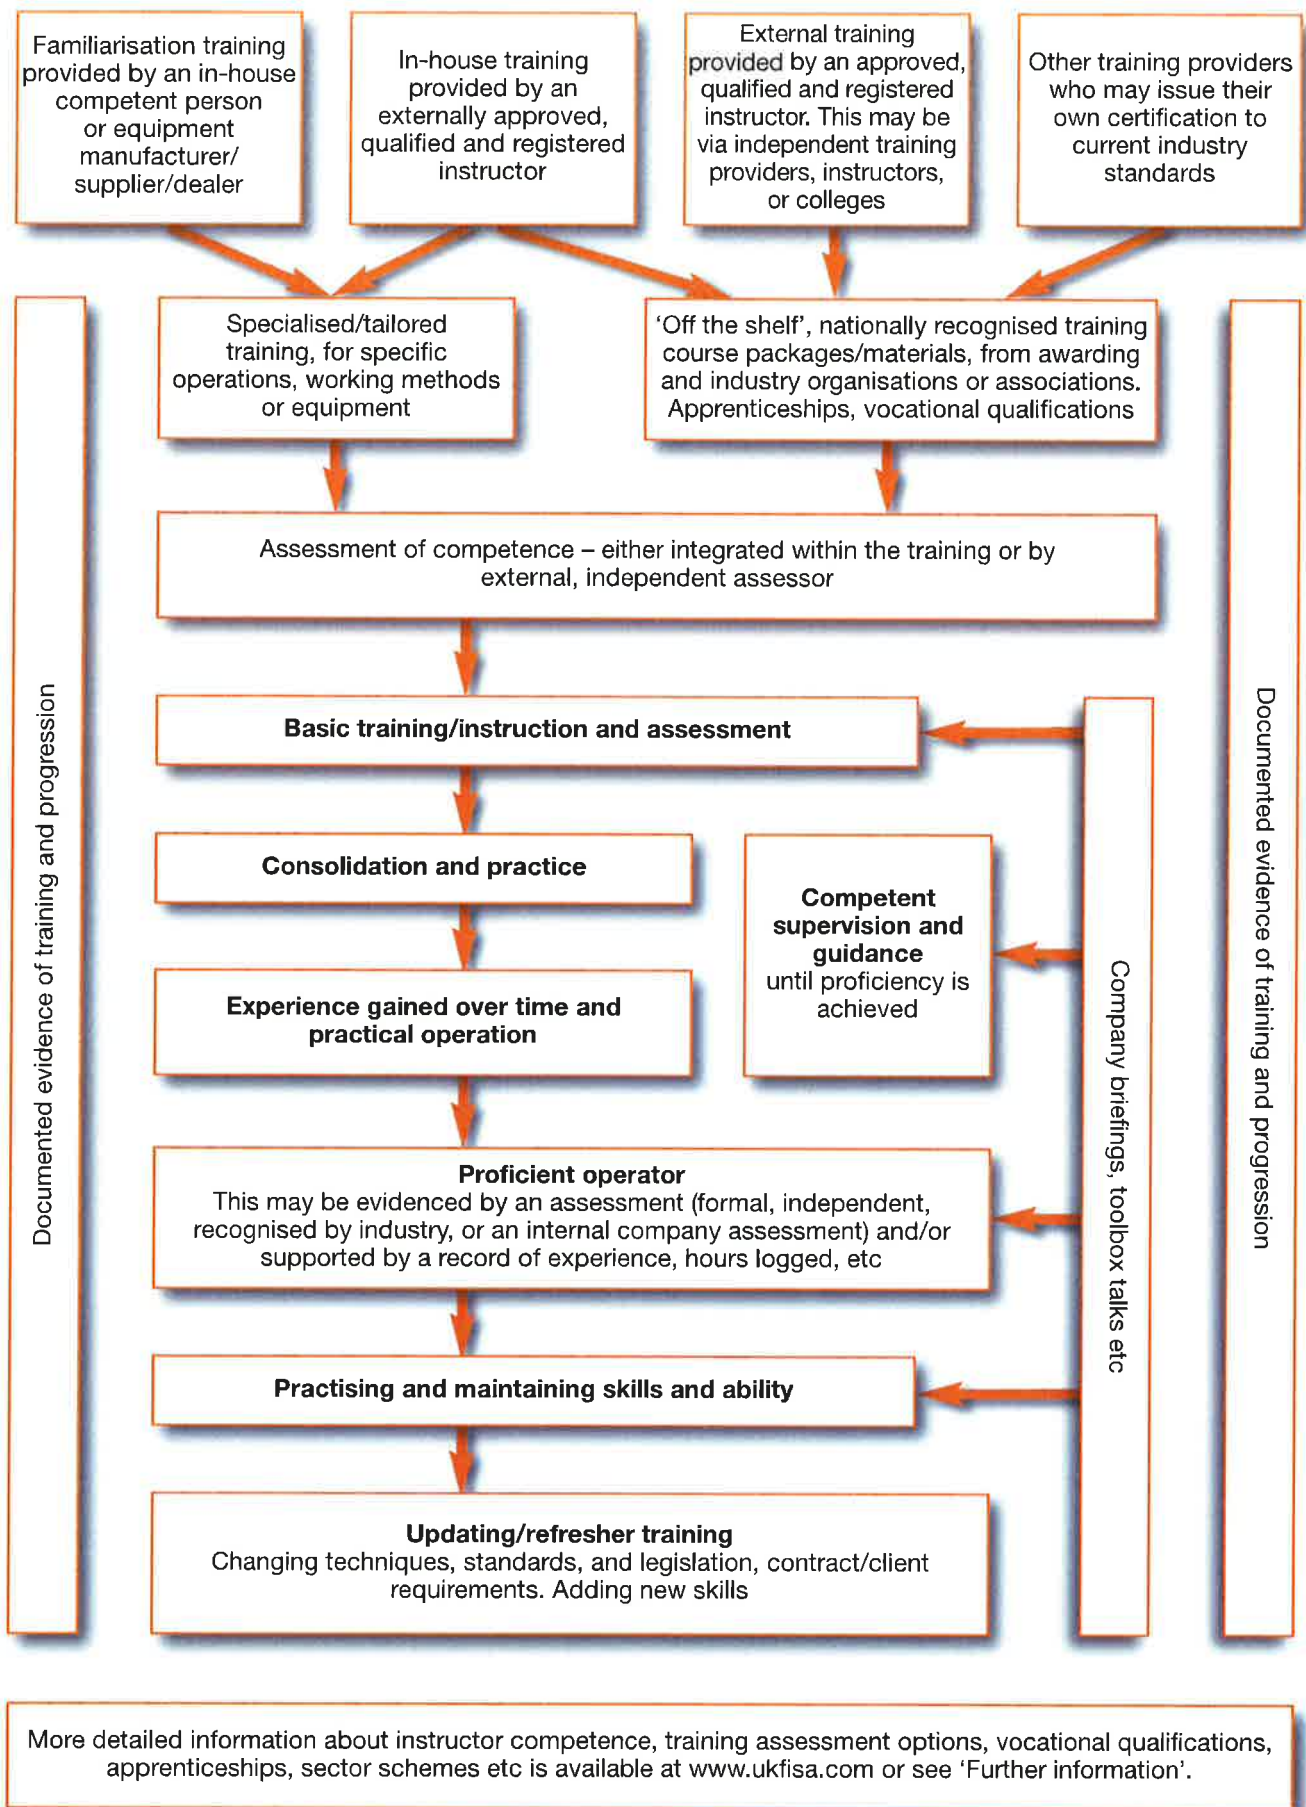 Familiarisation training
provided by an in-house
competent person
or equipment
manufacturer/
supplier/dealer
In-house training
provided by an
externally approved,
qualified and registered
instructor
External training
provided by an approved,
qualified and registered
instructor. This may be
via independent training
providers, instructors,
or colleges
Other training providers
who may issue their
own certification to
current industry
standards
Specialised/tailored
training, for specific
operations, working methods
or equipment
‘Off the shelf’, nationally recognised training
course packages/materials, from awarding
and industry organisations or associations.
Apprenticeships, vocational qualifications
Assessment of competence – either integrated within the training or by
external, independent assessor
Documented evidence of training and progression
Basic training/instruction and assessment
Consolidation and practice
Experience gained over time and
practical operation
Competent
supervision and
guidance
until proficiency is
achieved
Proficient operator
This may be evidenced by an assessment (formal, independent,
recognised by industry, or an internal company assessment) and/or
supported by a record of experience, hours logged, etc
Practising and maintaining skills and ability
Updating/refresher training
Changing techniques, standards, and legislation, contract/client
requirements. Adding new skills
Company briefings, toolbox talks etc
Documented evidence of training and progression
More detailed information about instructor competence, training assessment options, vocational qualifications,
apprenticeships, sector schemes etc is available at www.ukfisa.com or see ‘Further information’.